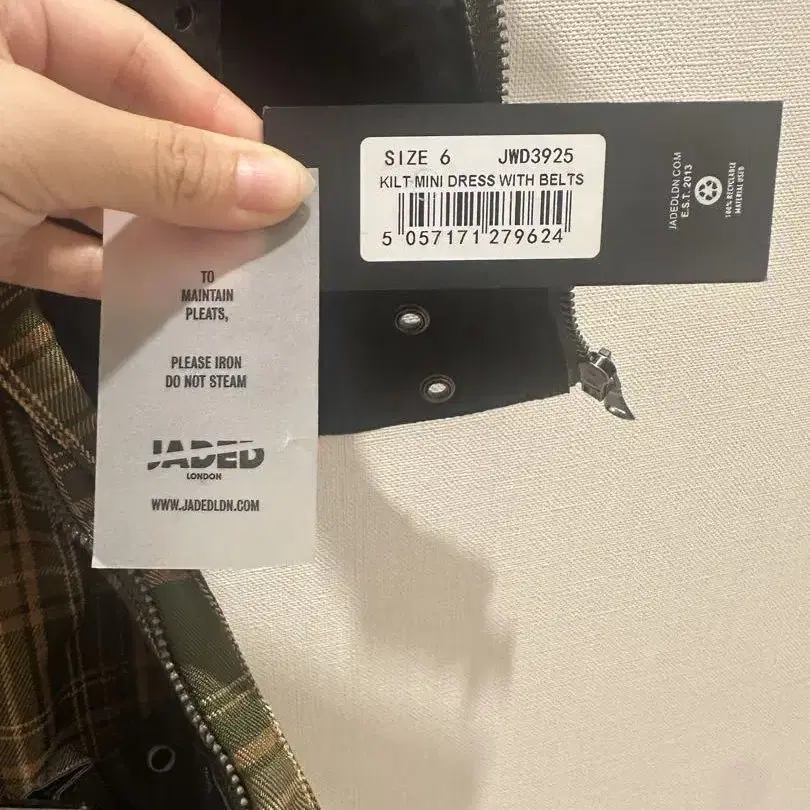 SIZE 6 JWD3925
KILT MINI DRESS WITH BELTS
5 057171 279624
JADEDLDN.COM
E.S.T. 2013
100% RECYCLABLE
MATERIAL USED
TO
MAINTAIN
PLEATS,
PLEASE IRON
DO NOT STEAM
JADED
LONDON
WWW.JADEDLDN.COM